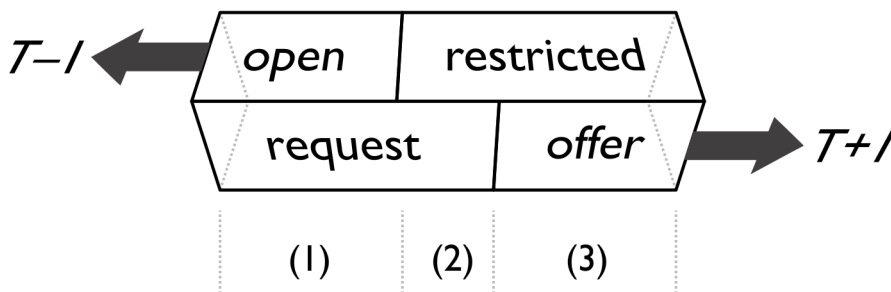 open restricted
T–1
request offer
T+1
(1) (2) (3)